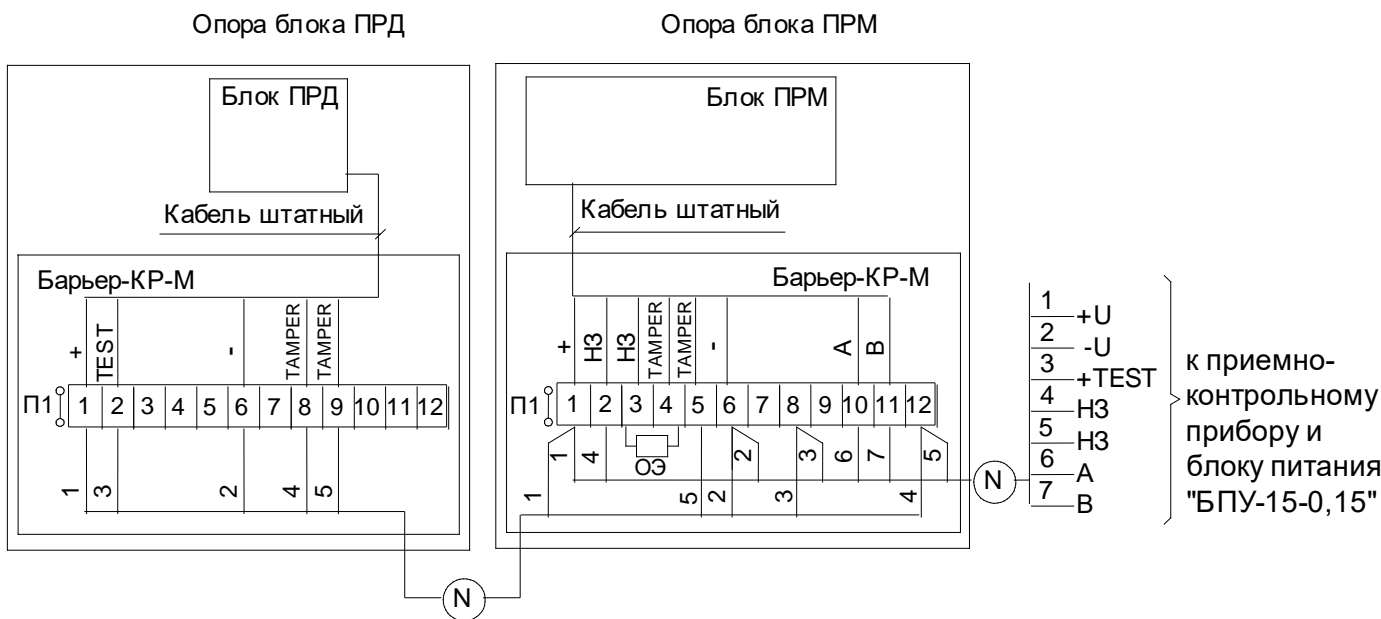 Опора блока ПРД
Опора блока ПРМ
Блок ПРД
Блок ПРМ
Кабель штатный
Кабель штатный
Барьер-КР-М
Барьер-КР-М
+
TEST
-
TAMPER
TAMPER
+
НЗ
НЗ
TAMPER
TAMPER
-
А
В
П1
1 2 3 4 5 6 7 8 9 10 11 12
П1
1 2 3 4 5 6 7 8 9 10 11 12
ОЭ
1 3 2 4 5
1 4 2 3 6 7 5
1 5 2 3 4
N
N
1 +U
2 -U
3 +TEST
4 НЗ
5 НЗ
6 А
7 В
к приемно-
контрольному
прибору и
блоку питания
"БПУ-15-0,15"